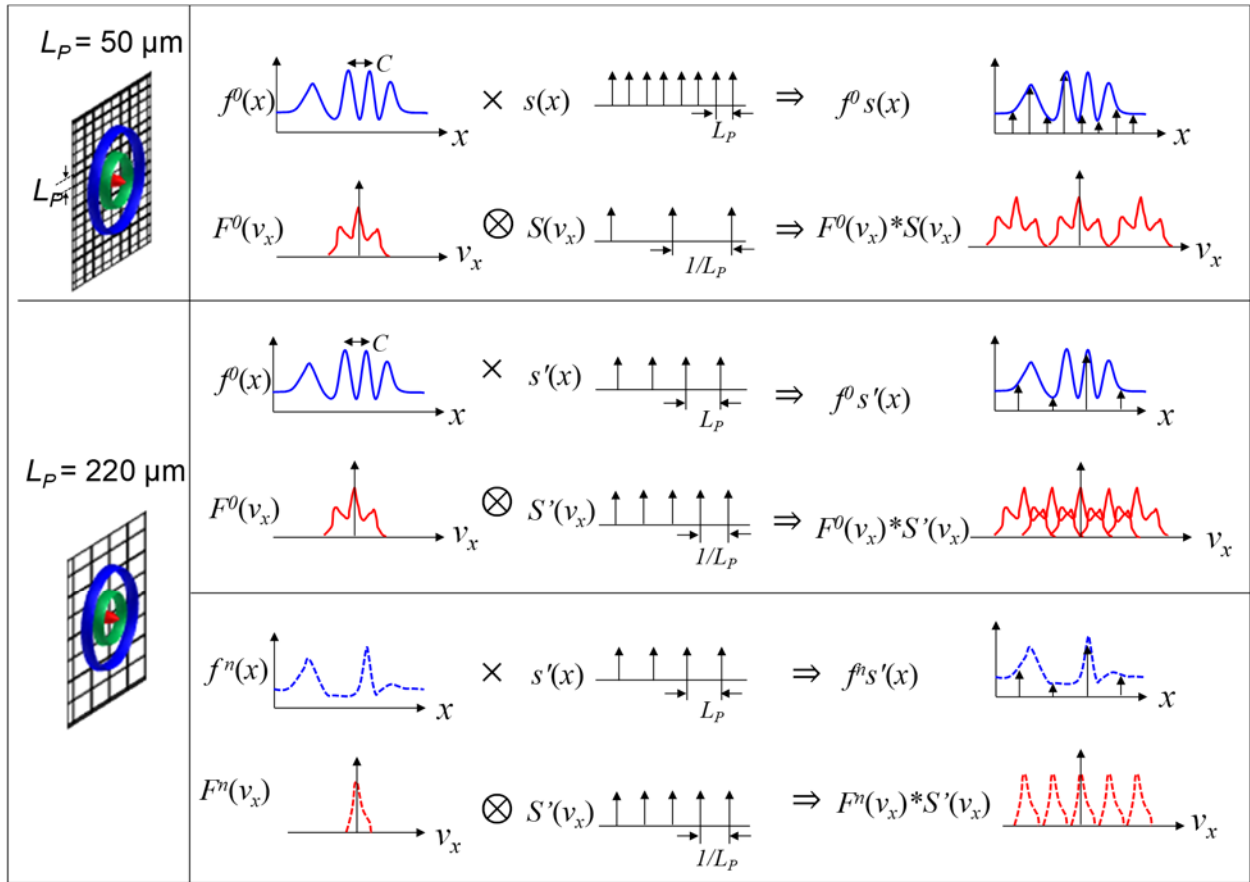 L_P = 50 μm
L_P
f⁰(x) C x × s(x) L_P ⇒ f⁰ s(x)
F⁰(v_x) v_x ⊗ S(v_x) 1/L_P ⇒ F⁰(v_x)*S(v_x) v_x
L_P = 220 μm
f⁰(x) C x × s'(x) L_P ⇒ f⁰ s'(x) x
F⁰(v_x) v_x ⊗ S'(v_x) 1/L_P ⇒ F⁰(v_x)*S'(v_x) v_x
fⁿ(x) x × s'(x) L_P ⇒ fⁿs'(x) x
Fⁿ(v_x) v_x ⊗ S'(v_x) 1/L_P ⇒ Fⁿ(v_x)*S'(v_x) v_x